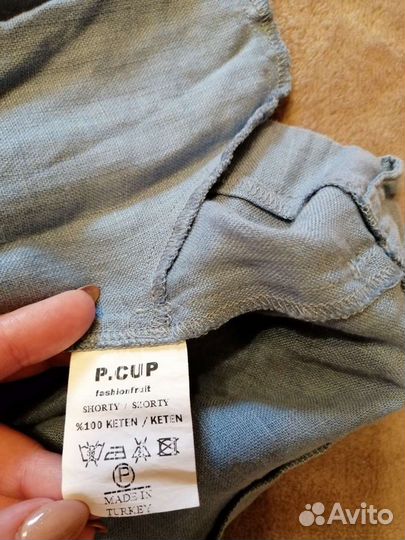 P.CUP
fashionfruit
SHORTY / SHORTY
%100 KETEN / KETEN
P
MADE IN
TURKEY
Avito